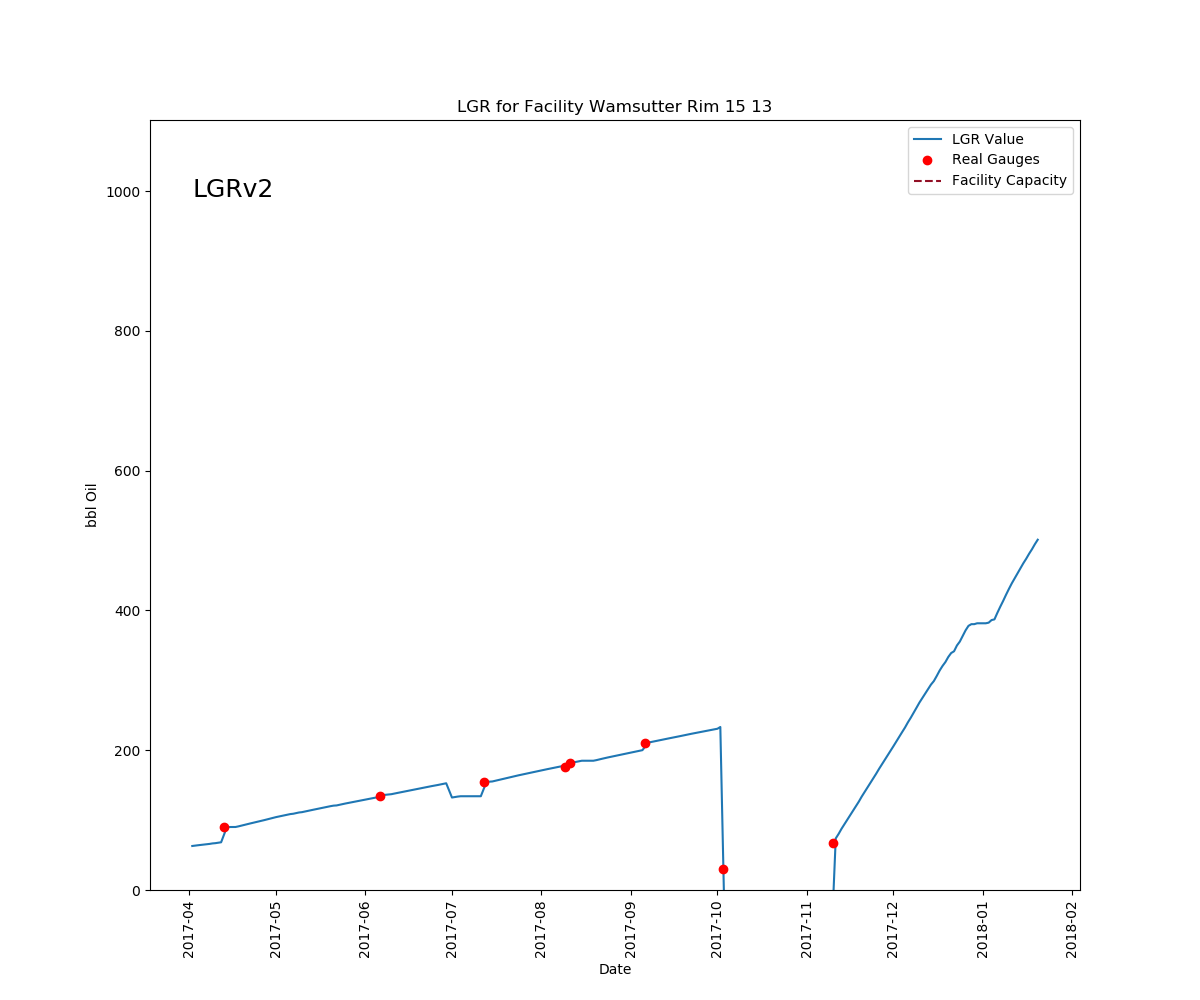 LGR for Facility Wamsutter Rim 15 13
LGRv2
LGR Value
Real Gauges
Facility Capacity
1000
800
600
400
200
0
bbl Oil
2017-04
2017-05
2017-06
2017-07
2017-08
2017-09
2017-10
2017-11
2017-12
2018-01
2018-02
Date